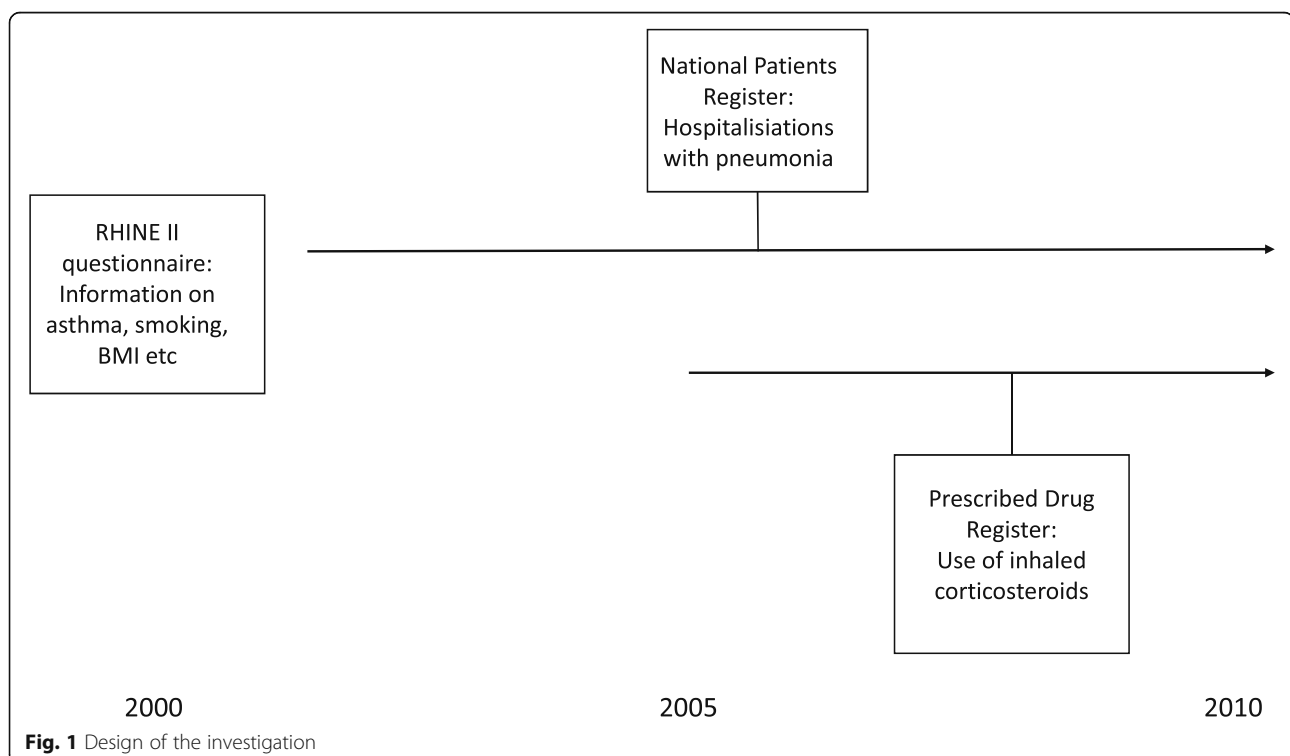 National Patients
Register:
Hospitalisiations
with pneumonia
RHINE II
questionnaire:
Information on
asthma, smoking,
BMI etc
Prescribed Drug
Register:
Use of inhaled
corticosteroids
2000 2005 2010
Fig. 1 Design of the investigation